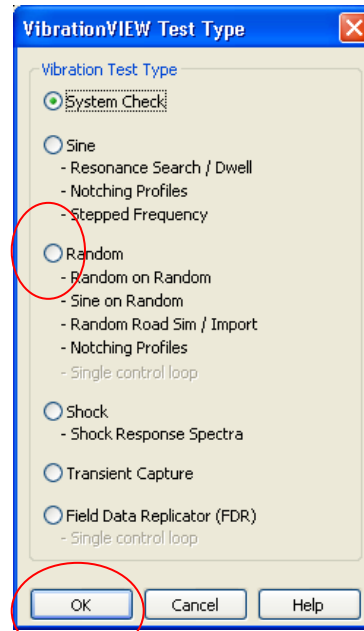 VibrationVIEW Test Type
Vibration Test Type
System Check
Sine
- Resonance Search / Dwell
- Notching Profiles
- Stepped Frequency
Random
- Random on Random
- Sine on Random
- Random Road Sim / Import
- Notching Profiles
- Single control loop
Shock
- Shock Response Spectra
Transient Capture
Field Data Replicator (FDR)
- Single control loop
OK Cancel Help